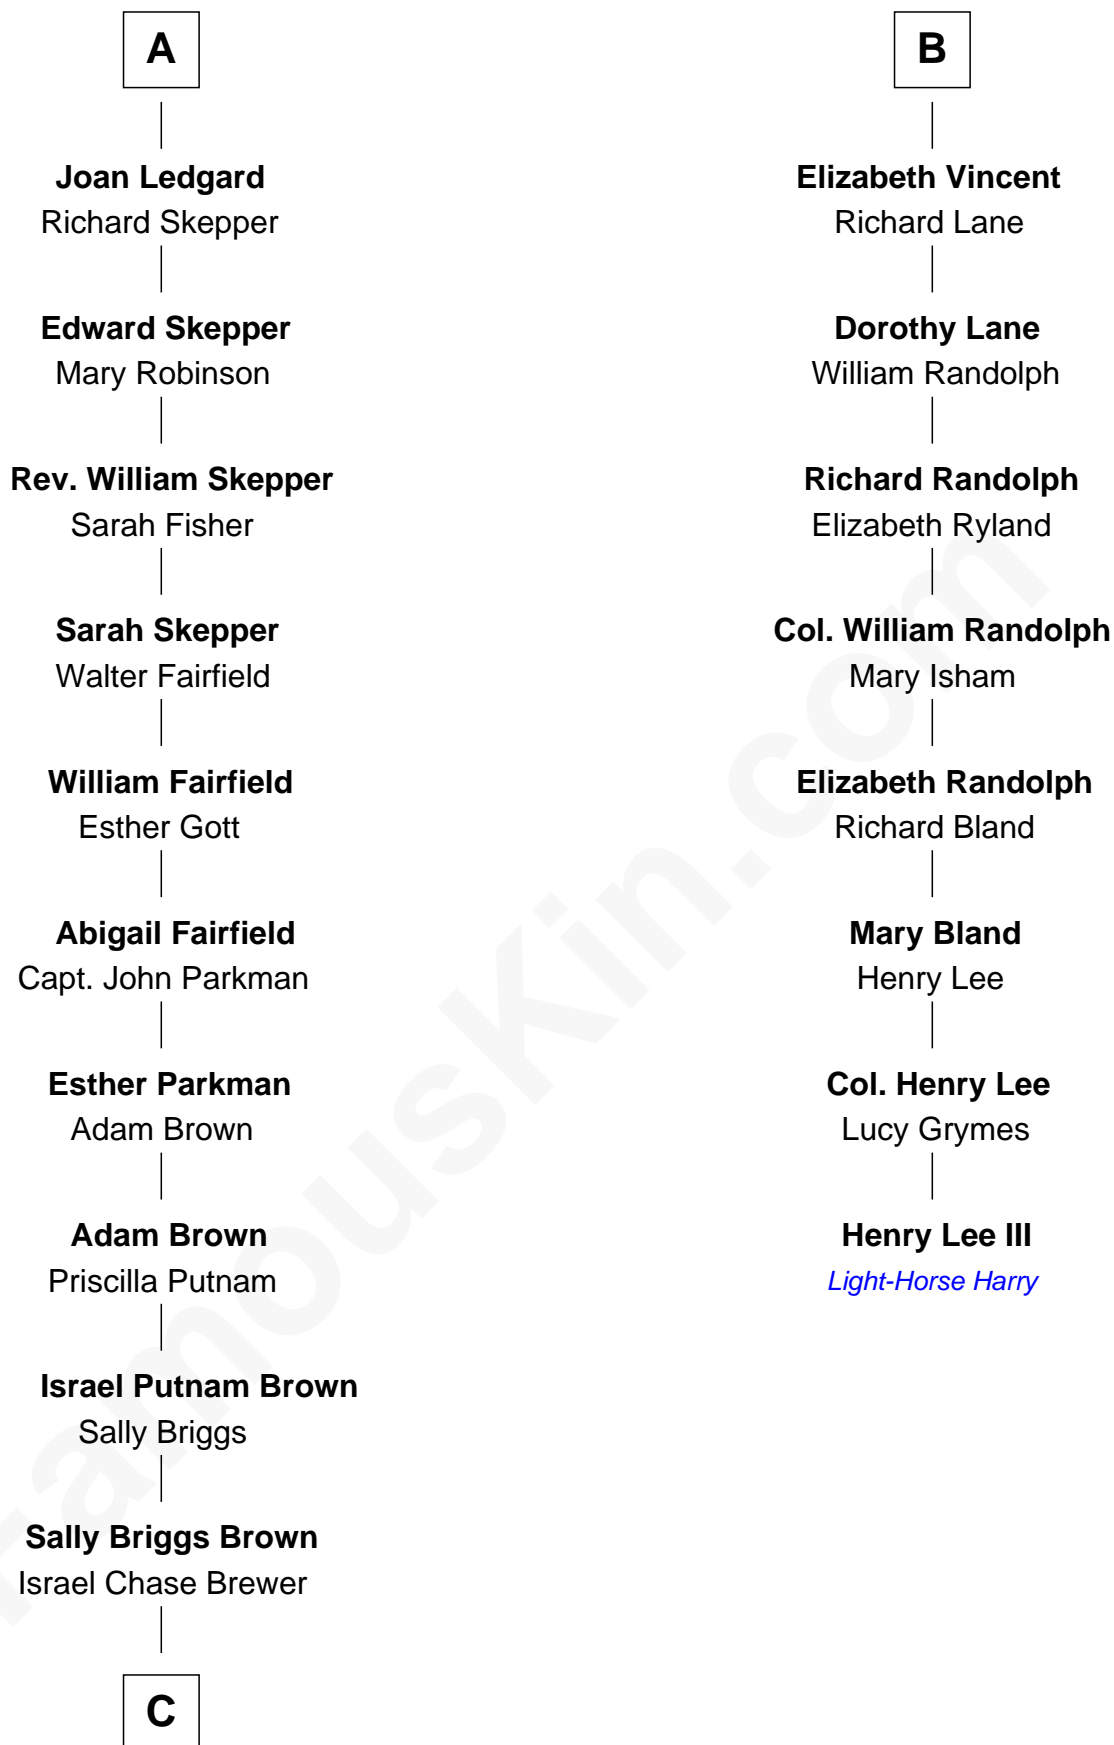 A
Joan Ledgard
Richard Skepper
Edward Skepper
Mary Robinson
Rev. William Skepper
Sarah Fisher
Sarah Skepper
Walter Fairfield
William Fairfield
Esther Gott
Abigail Fairfield
Capt. John Parkman
Esther Parkman
Adam Brown
Adam Brown
Priscilla Putnam
Israel Putnam Brown
Sally Briggs
Sally Briggs Brown
Israel Chase Brewer
C
B
Elizabeth Vincent
Richard Lane
Dorothy Lane
William Randolph
Richard Randolph
Elizabeth Ryland
Col. William Randolph
Mary Isham
Elizabeth Randolph
Richard Bland
Mary Bland
Henry Lee
Col. Henry Lee
Lucy Grymes
Henry Lee III
Light-Horse Harry
FamousKin.com